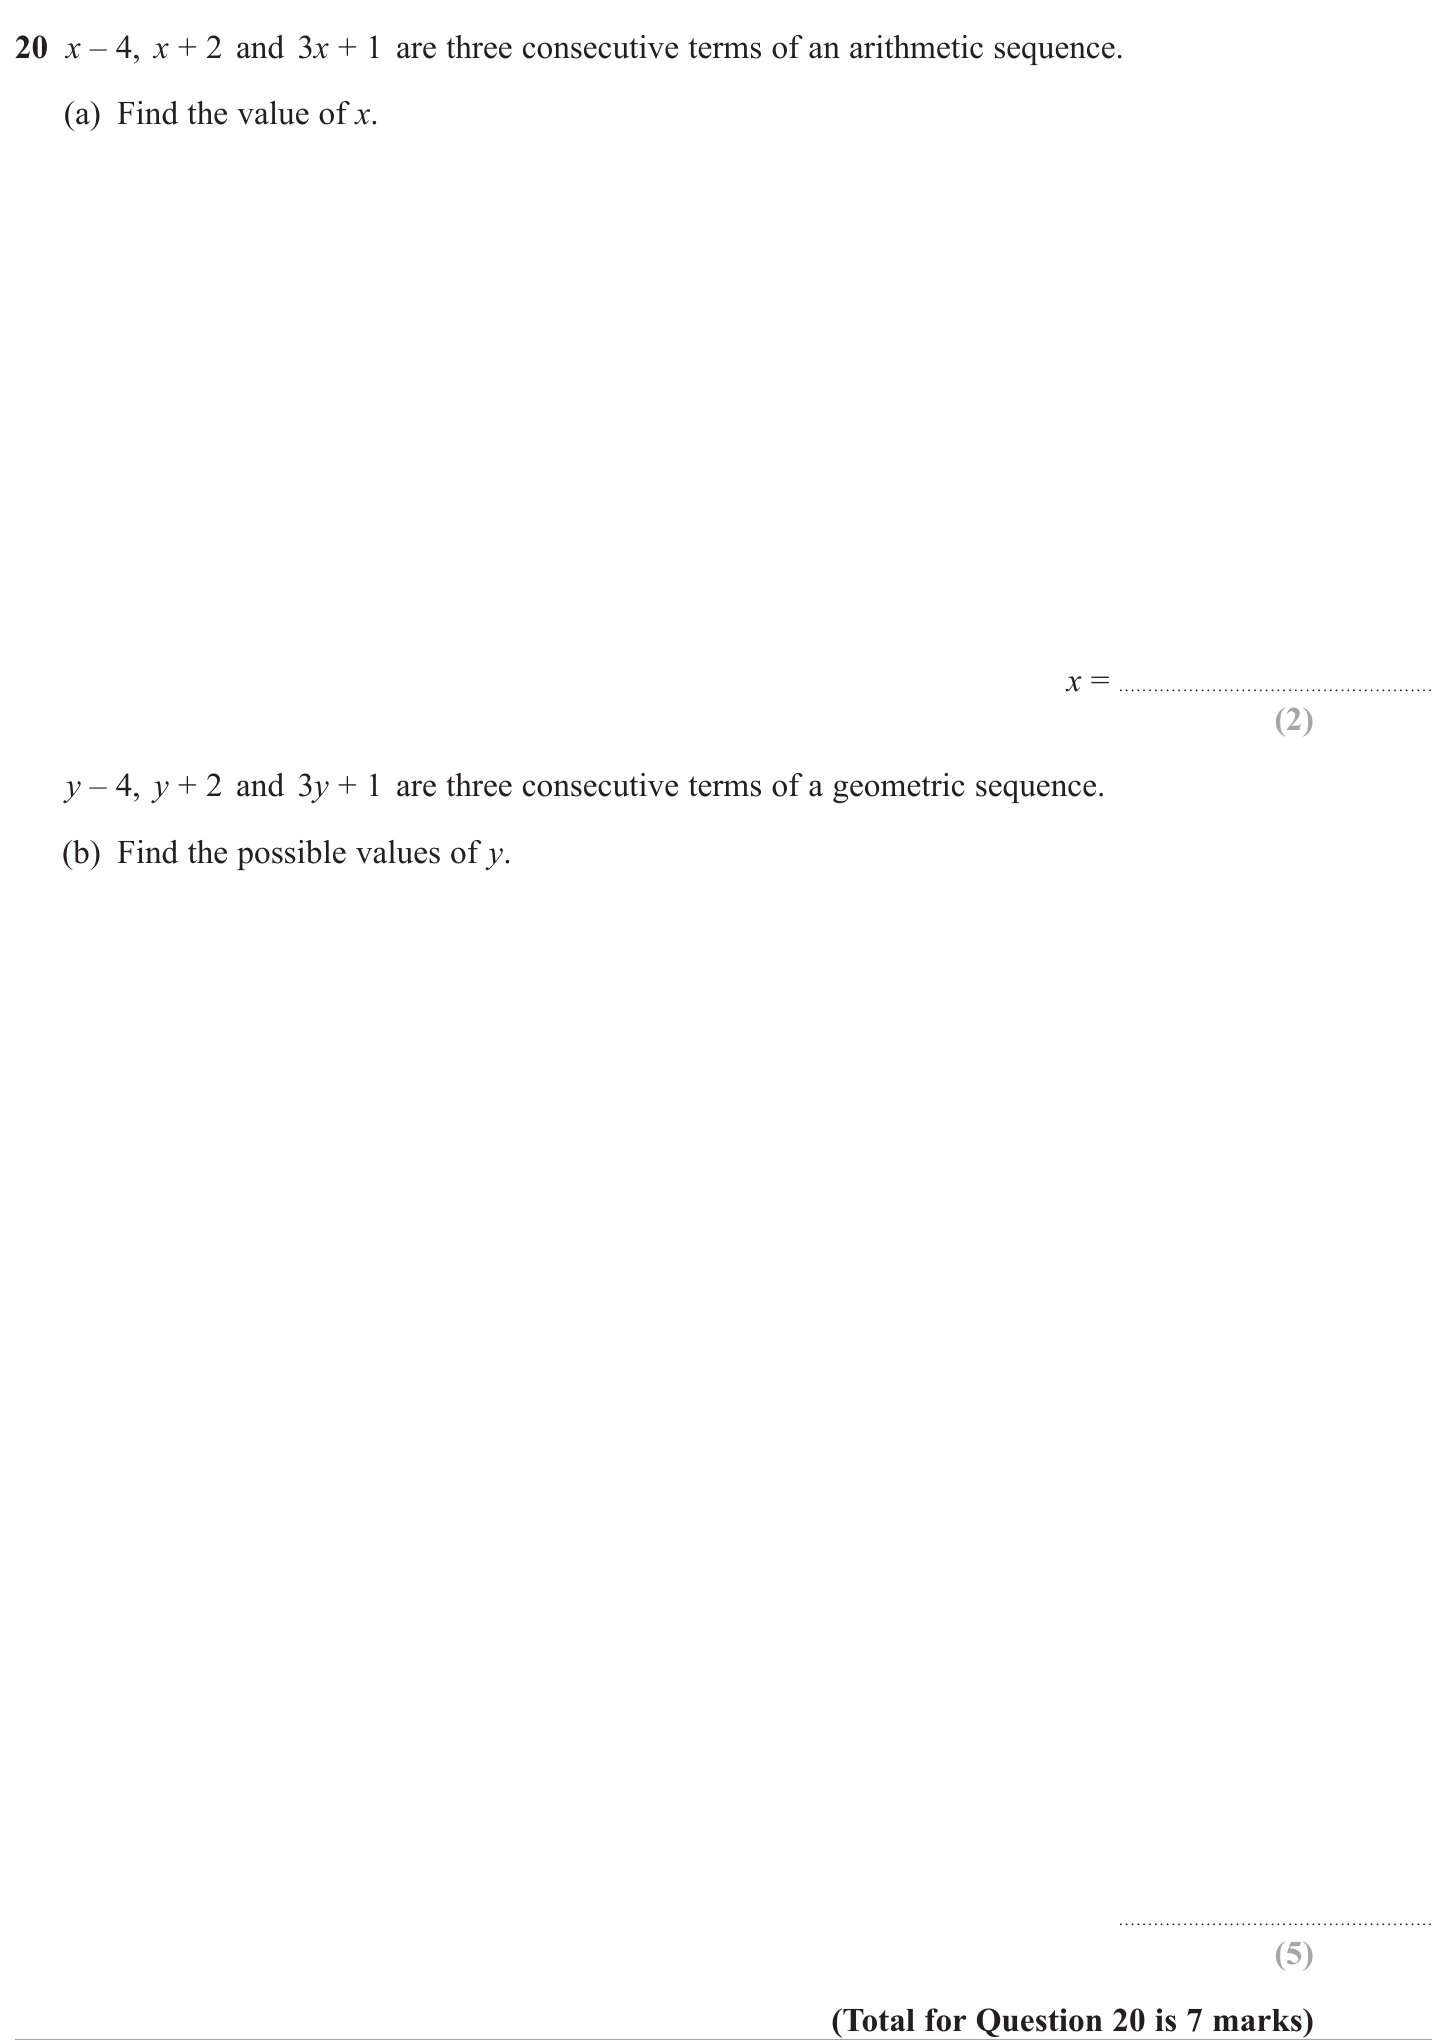 20 x – 4, x + 2 and 3x + 1 are three consecutive terms of an arithmetic sequence.
(a) Find the value of x.
x = ......................................................
(2)
y – 4, y + 2 and 3y + 1 are three consecutive terms of a geometric sequence.
(b) Find the possible values of y.
......................................................
(5)
(Total for Question 20 is 7 marks)